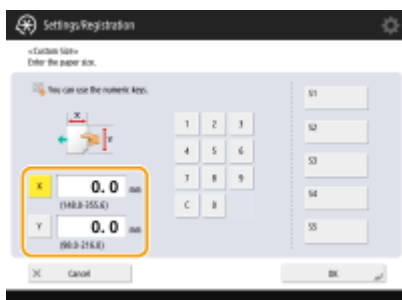 Settings/Registration
<Custom Size>
Enter the paper size.
You can use the numeric keys.
X
Y
1 2 3
4 5 6
7 8 9
C 0
X 0. 0 mm
(148.0-355.6)
Y 0. 0 mm
(98.0-216.0)
S1
S2
S3
S4
S5
Cancel
OK